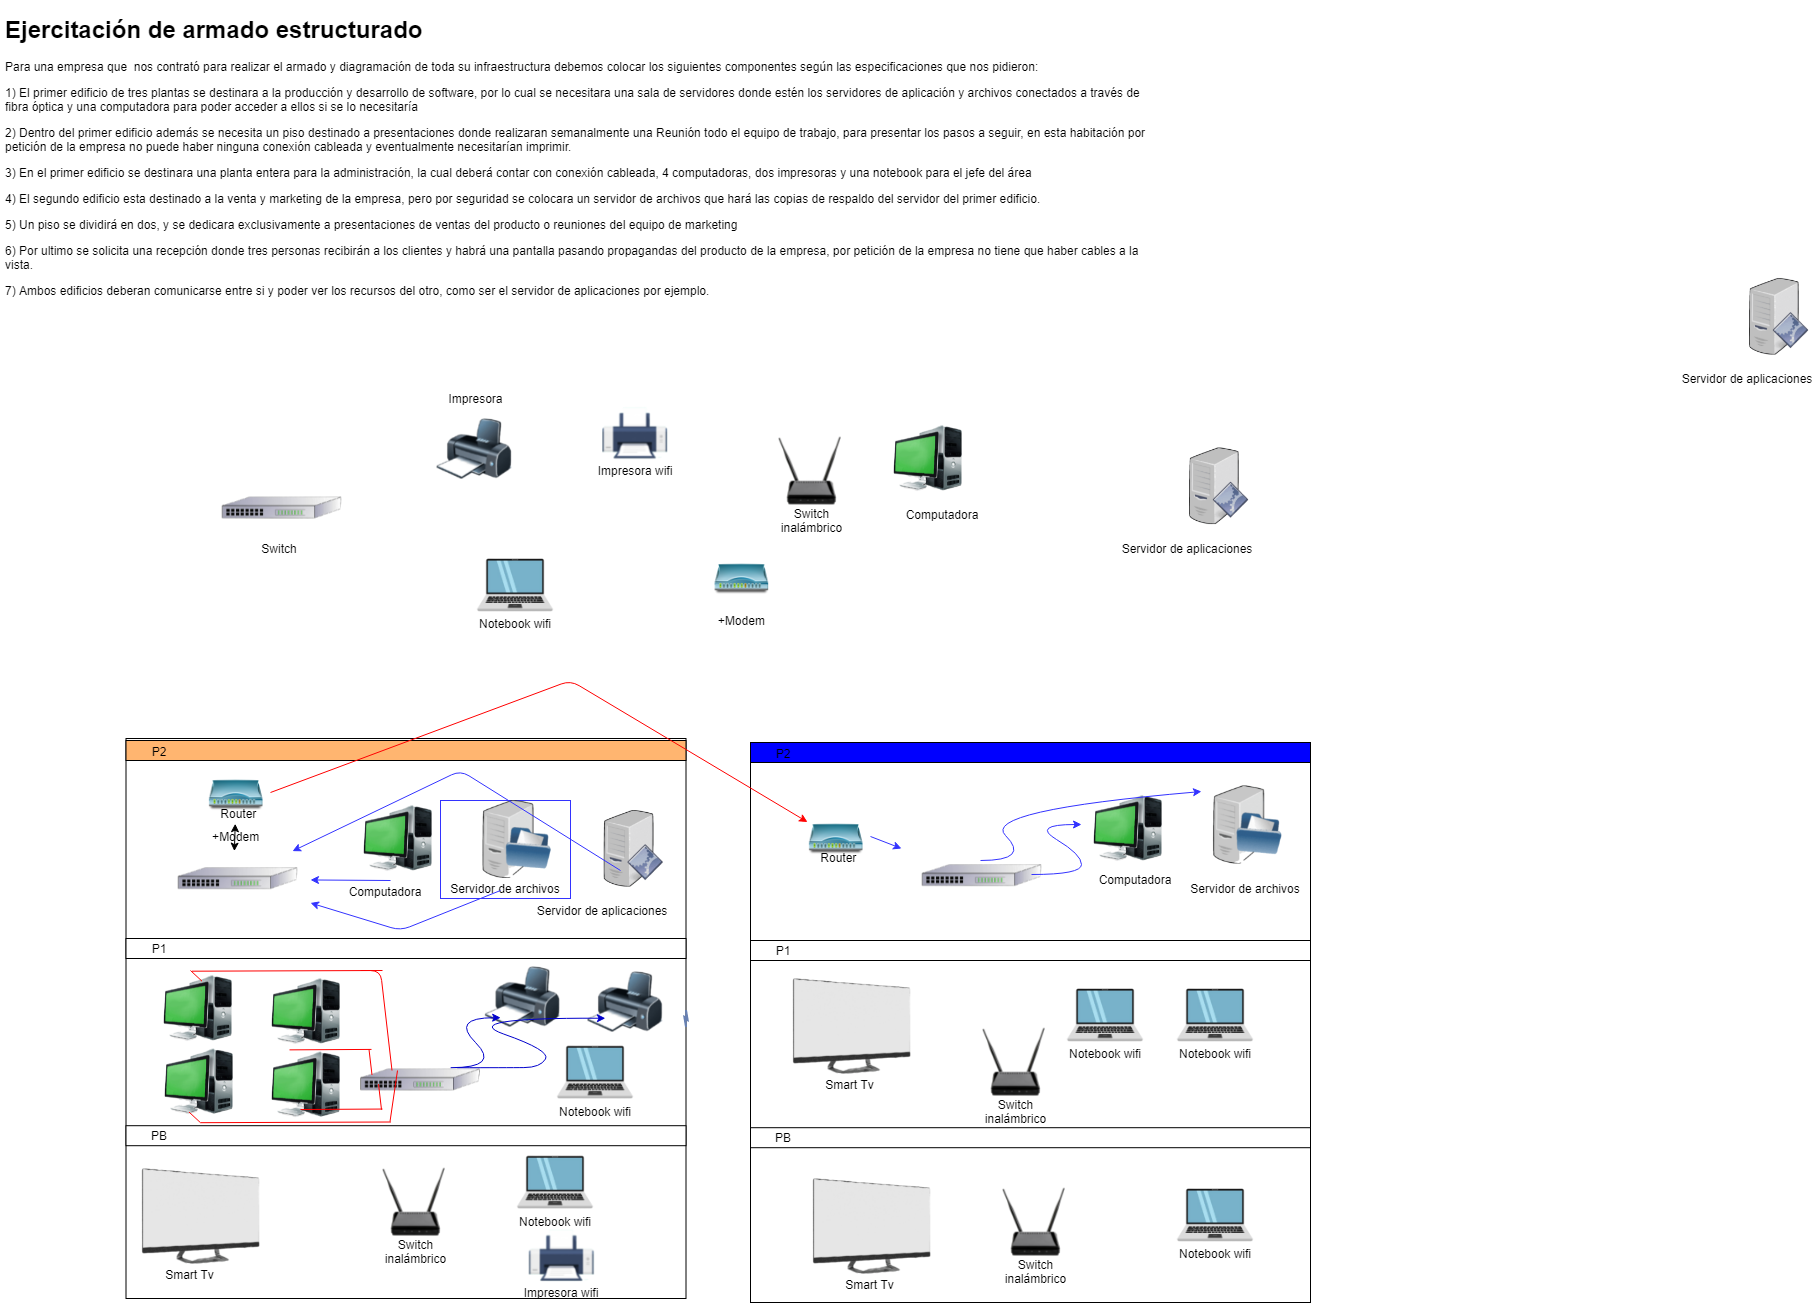 Ejercitación de armado estructurado
Para una empresa que  nos contrató para realizar el armado y diagramación de toda su infraestructura debemos colocar los siguientes componentes según las especificaciones que nos pidieron:
1) El primer edificio de tres plantas se destinara a la producción y desarrollo de software, por lo cual se necesitara una sala de servidores donde estén los servidores de aplicación y archivos conectados a través de
fibra óptica y una computadora para poder acceder a ellos si se lo necesitaría
2) Dentro del primer edificio además se necesita un piso destinado a presentaciones donde realizaran semanalmente una Reunión todo el equipo de trabajo, para presentar los pasos a seguir, en esta habitación por
petición de la empresa no puede haber ninguna conexión cableada y eventualmente necesitarían imprimir.
3) En el primer edificio se destinara una planta entera para la administración, la cual deberá contar con conexión cableada, 4 computadoras, dos impresoras y una notebook para el jefe del área
4) El segundo edificio esta destinado a la venta y marketing de la empresa, pero por seguridad se colocara un servidor de archivos que hará las copias de respaldo del servidor del primer edificio.
5) Un piso se dividirá en dos, y se dedicara exclusivamente a presentaciones de ventas del producto o reuniones del equipo de marketing
6) Por ultimo se solicita una recepción donde tres personas recibirán a los clientes y habrá una pantalla pasando propagandas del producto de la empresa, por petición de la empresa no tiene que haber cables a la
vista.
7) Ambos edificios deberan comunicarse entre si y poder ver los recursos del otro, como ser el servidor de aplicaciones por ejemplo.
Servidor de aplicaciones
Impresora
Impresora wifi
Switch
inalámbrico
Computadora
Switch
Servidor de aplicaciones
Notebook wifi
+Modem
P2
Router
+Modem
Computadora
Servidor de archivos
Servidor de aplicaciones
P1
Notebook wifi
PB
Smart Tv
Switch
inalámbrico
Notebook wifi
Impresora wifi
P2
Router
Computadora
Servidor de archivos
P1
Smart Tv
Switch
inalámbrico
Notebook wifi
Notebook wifi
PB
Smart Tv
Switch
inalámbrico
Notebook wifi